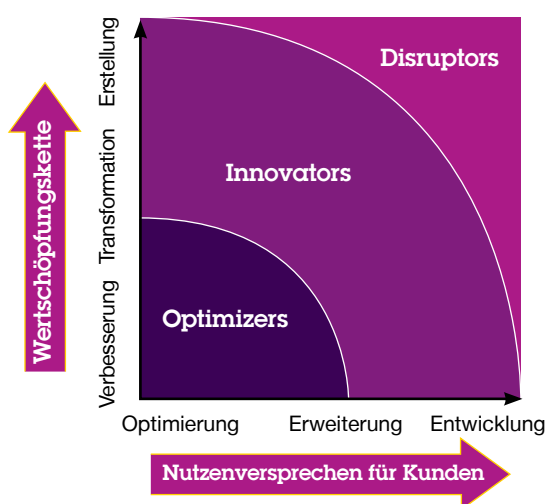 Disruptors
Innovators
Optimizers
Wertschöpfungskette
Erstellung
Transformation
Verbesserung
Optimierung
Erweiterung
Entwicklung
Nutzenversprechen für Kunden